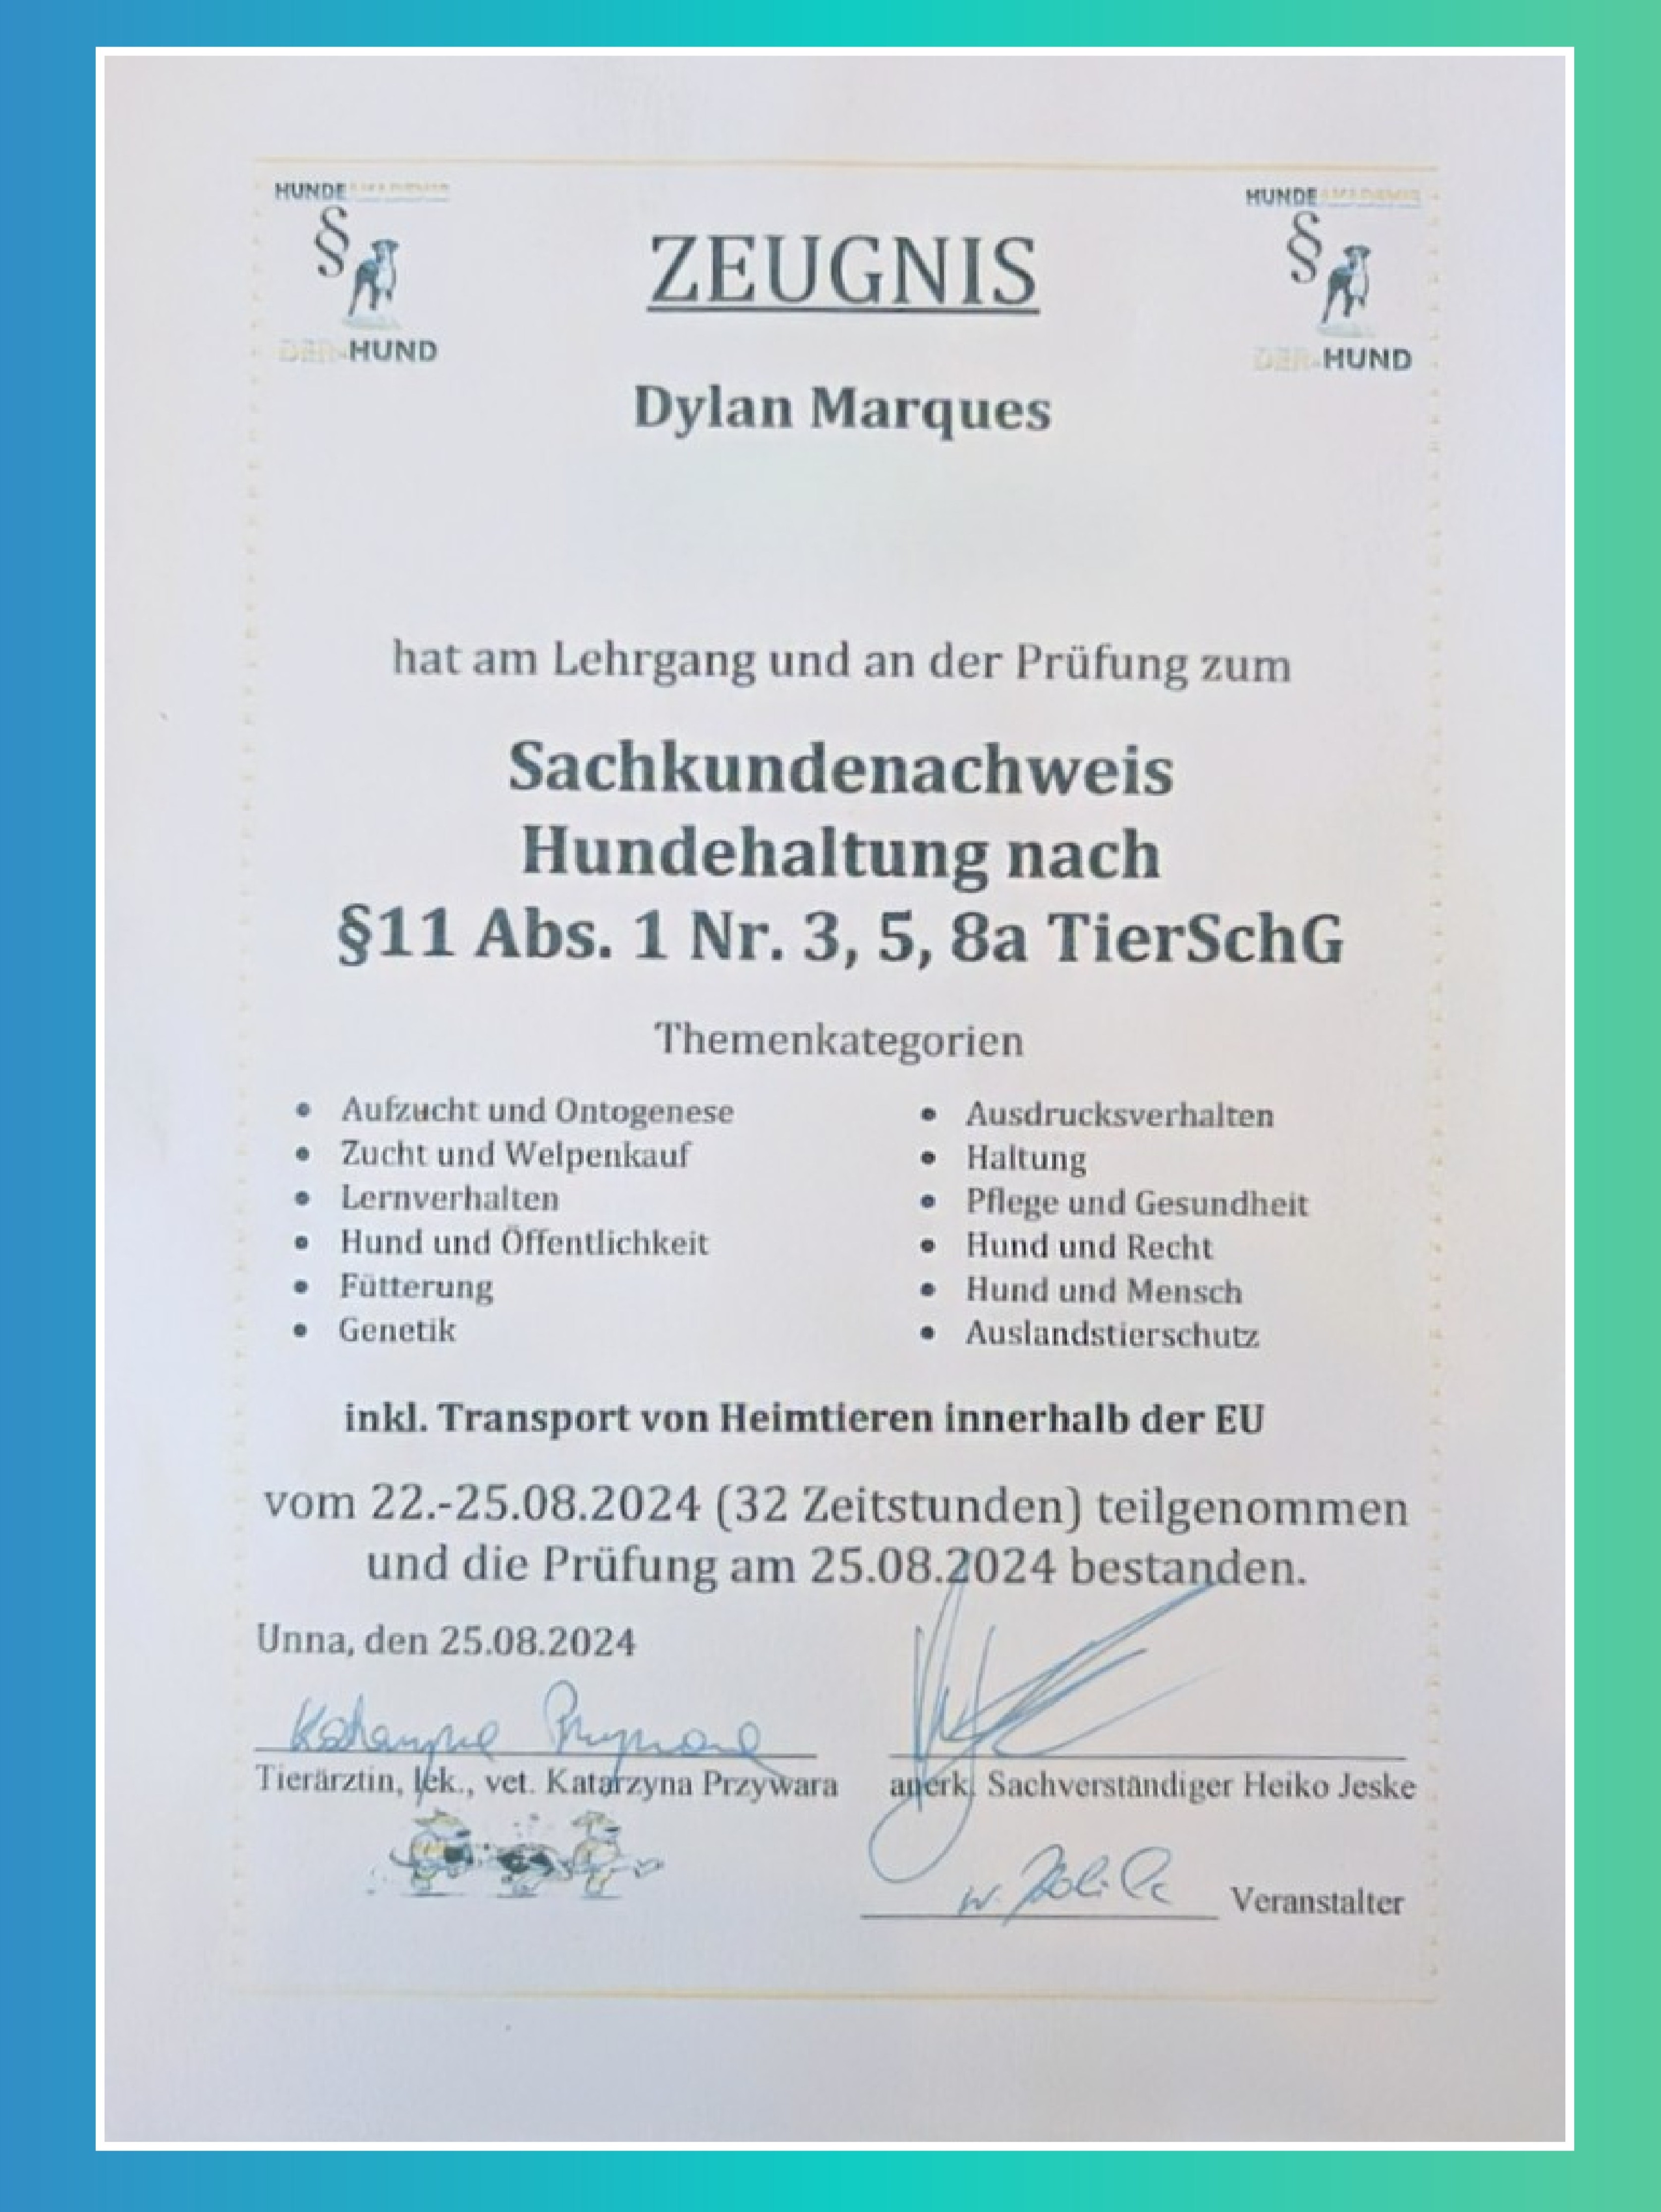 HUNDEAKADEMIE
§
DER-HUND
HUNDEAKADEMIE
§
DER-HUND
ZEUGNIS
Dylan Marques
hat am Lehrgang und an der Prüfung zum
Sachkundenachweis
Hundehaltung nach
§11 Abs. 1 Nr. 3, 5, 8a TierSchG
Themenkategorien
• Aufzucht und Ontogenese
• Zucht und Welpenkauf
• Lernverhalten
• Hund und Öffentlichkeit
• Fütterung
• Genetik
• Ausdrucksverhalten
• Haltung
• Pflege und Gesundheit
• Hund und Recht
• Hund und Mensch
• Auslandstierschutz
inkl. Transport von Heimtieren innerhalb der EU
vom 22.-25.08.2024 (32 Zeitstunden) teilgenommen
und die Prüfung am 25.08.2024 bestanden.
Unna, den 25.08.2024
Tierärztin, lek., vet. Katarzyna Przywara
anerk. Sachverständiger Heiko Jeske
Veranstalter